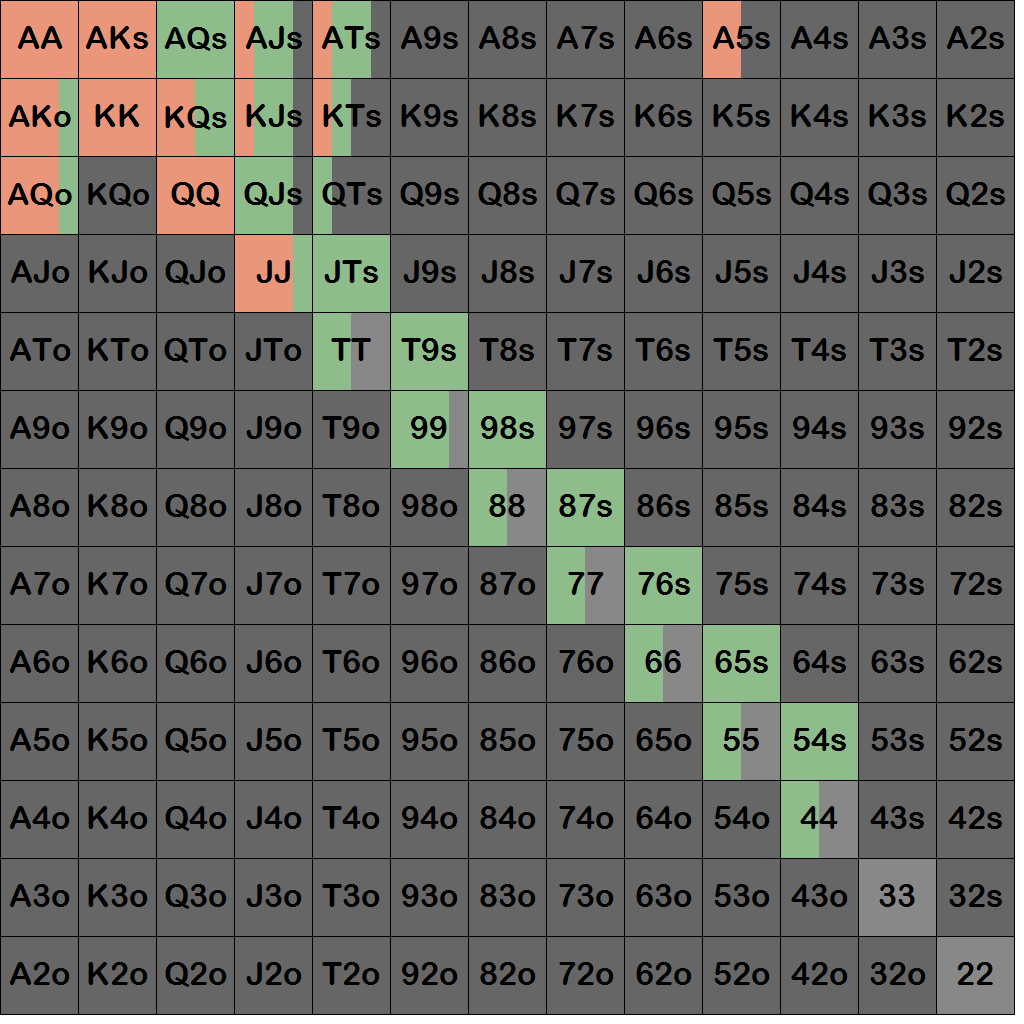 AA AKs AQs AJs ATs A9s A8s A7s A6s A5s A4s A3s A2s
AKo KK KQs KJs KTs K9s K8s K7s K6s K5s K4s K3s K2s
AQo KQo QQ QJs QTs Q9s Q8s Q7s Q6s Q5s Q4s Q3s Q2s
AJo KJo QJo JJ JTs J9s J8s J7s J6s J5s J4s J3s J2s
ATo KTo QTo JTo TT T9s T8s T7s T6s T5s T4s T3s T2s
A9o K9o Q9o J9o T9o 99 98s 97s 96s 95s 94s 93s 92s
A8o K8o Q8o J8o T8o 98o 88 87s 86s 85s 84s 83s 82s
A7o K7o Q7o J7o T7o 97o 87o 77 76s 75s 74s 73s 72s
A6o K6o Q6o J6o T6o 96o 86o 76o 66 65s 64s 63s 62s
A5o K5o Q5o J5o T5o 95o 85o 75o 65o 55 54s 53s 52s
A4o K4o Q4o J4o T4o 94o 84o 74o 64o 54o 44 43s 42s
A3o K3o Q3o J3o T3o 93o 83o 73o 63o 53o 43o 33 32s
A2o K2o Q2o J2o T2o 92o 82o 72o 62o 52o 42o 32o 22